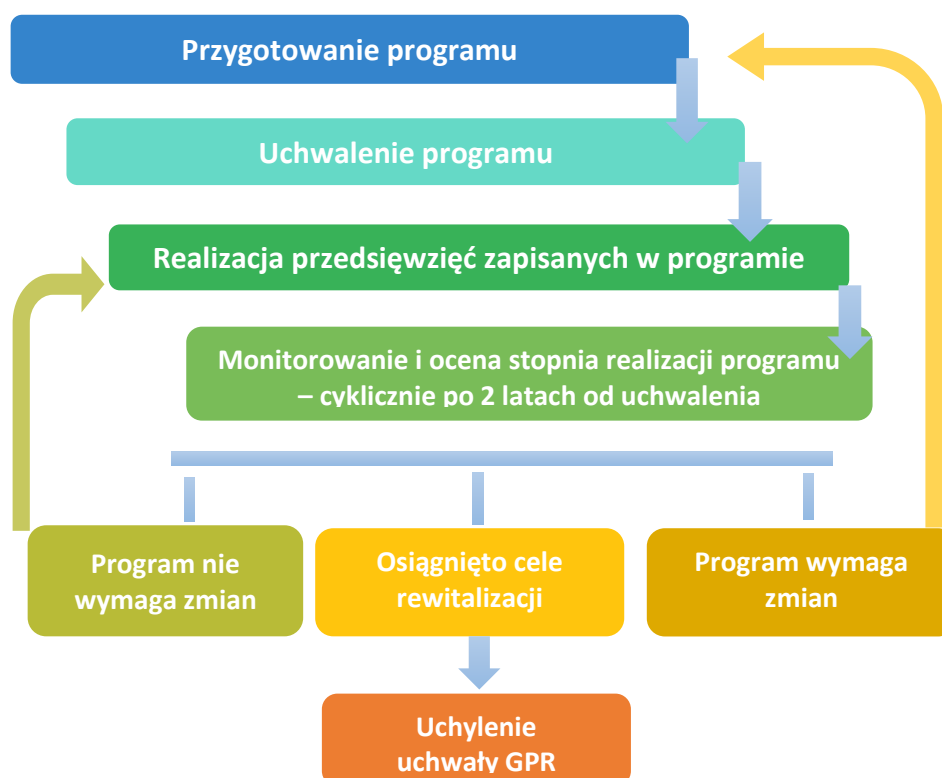 Przygotowanie programu
Uchwalenie programu
Realizacja przedsięwzięć zapisanych w programie
Monitorowanie i ocena stopnia realizacji programu
– cyklicznie po 2 latach od uchwalenia
Program nie
wymaga zmian
Osiągnięto cele
rewitalizacji
Program wymaga
zmian
Uchylenie
uchwały GPR